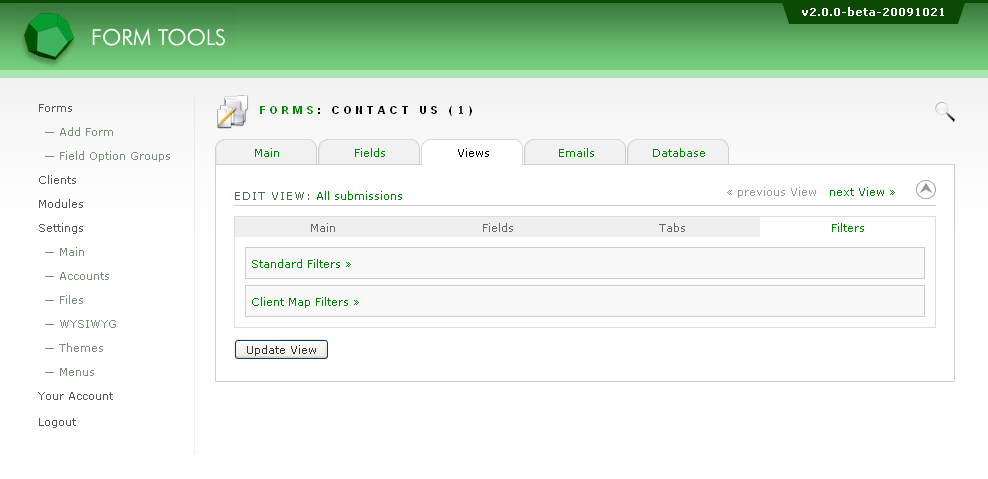 v2.0.0-beta-20091021
FORM TOOLS
Forms
— Add Form
— Field Option Groups
Clients
Modules
Settings
— Main
— Accounts
— Files
— WYSIWYG
— Themes
— Menus
Your Account
Logout
FORMS: CONTACT US (1)
Main Fields Views Emails Database
EDIT VIEW: All submissions « previous View next View »
Main Fields Tabs Filters
Standard Filters »
Client Map Filters »
Update View